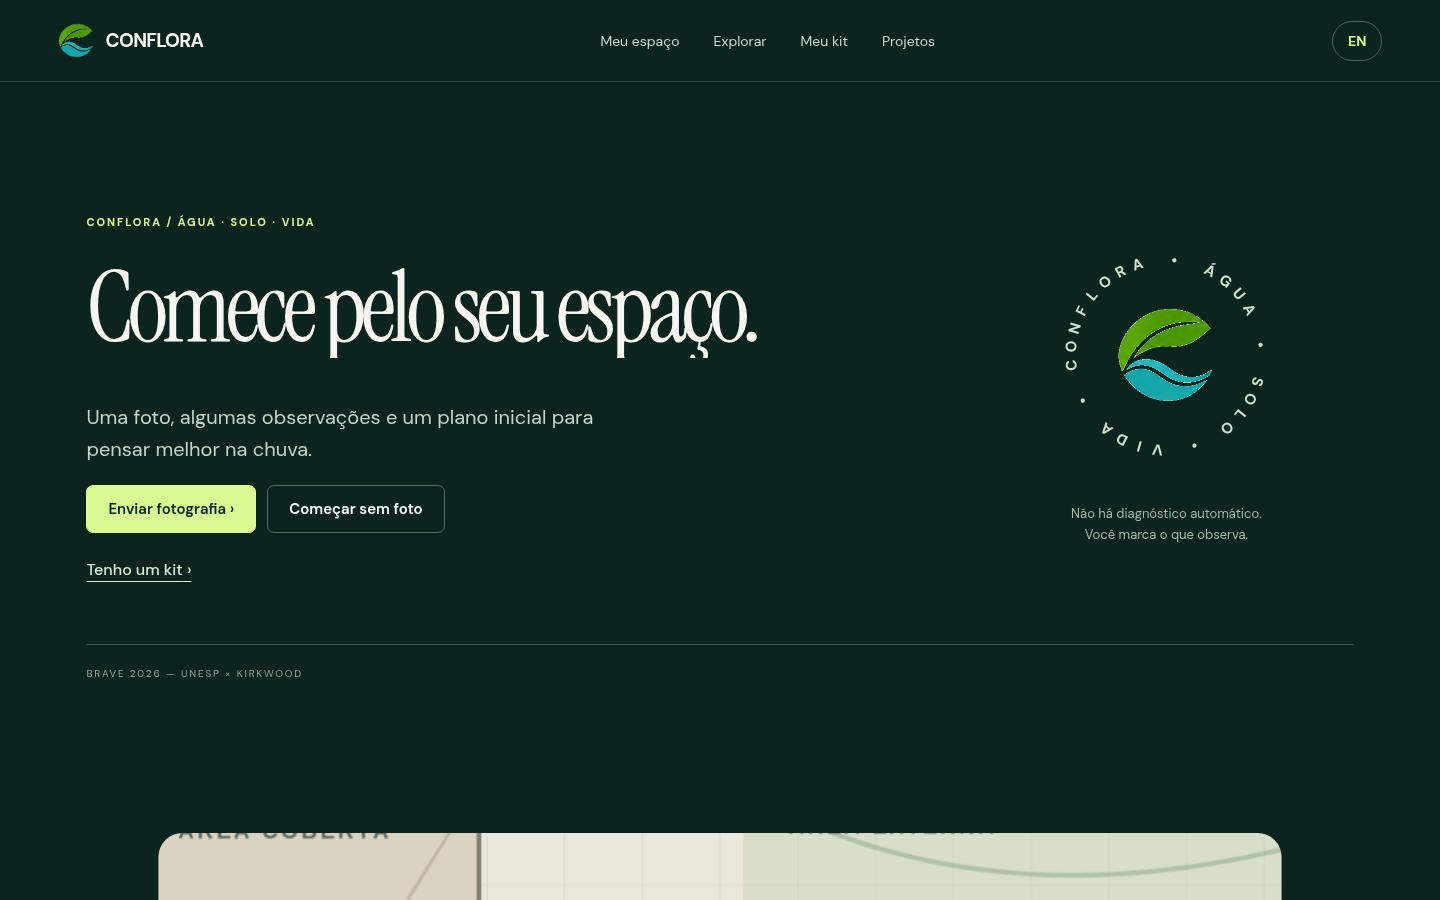 CONFLORA
Meu espaço
Explorar
Meu kit
Projetos
EN
CONFLORA / ÁGUA · SOLO · VIDA
Comece pelo seu espaço.
Uma foto, algumas observações e um plano inicial para
pensar melhor na chuva.
Enviar fotografia ›
Começar sem foto
Tenho um kit ›
CONFLORA • ÁGUA • SOLO • VIDA •
Não há diagnóstico automático.
Você marca o que observa.
BRAVE 2026 — UNESP × KIRKWOOD
ÁREA COBERTA